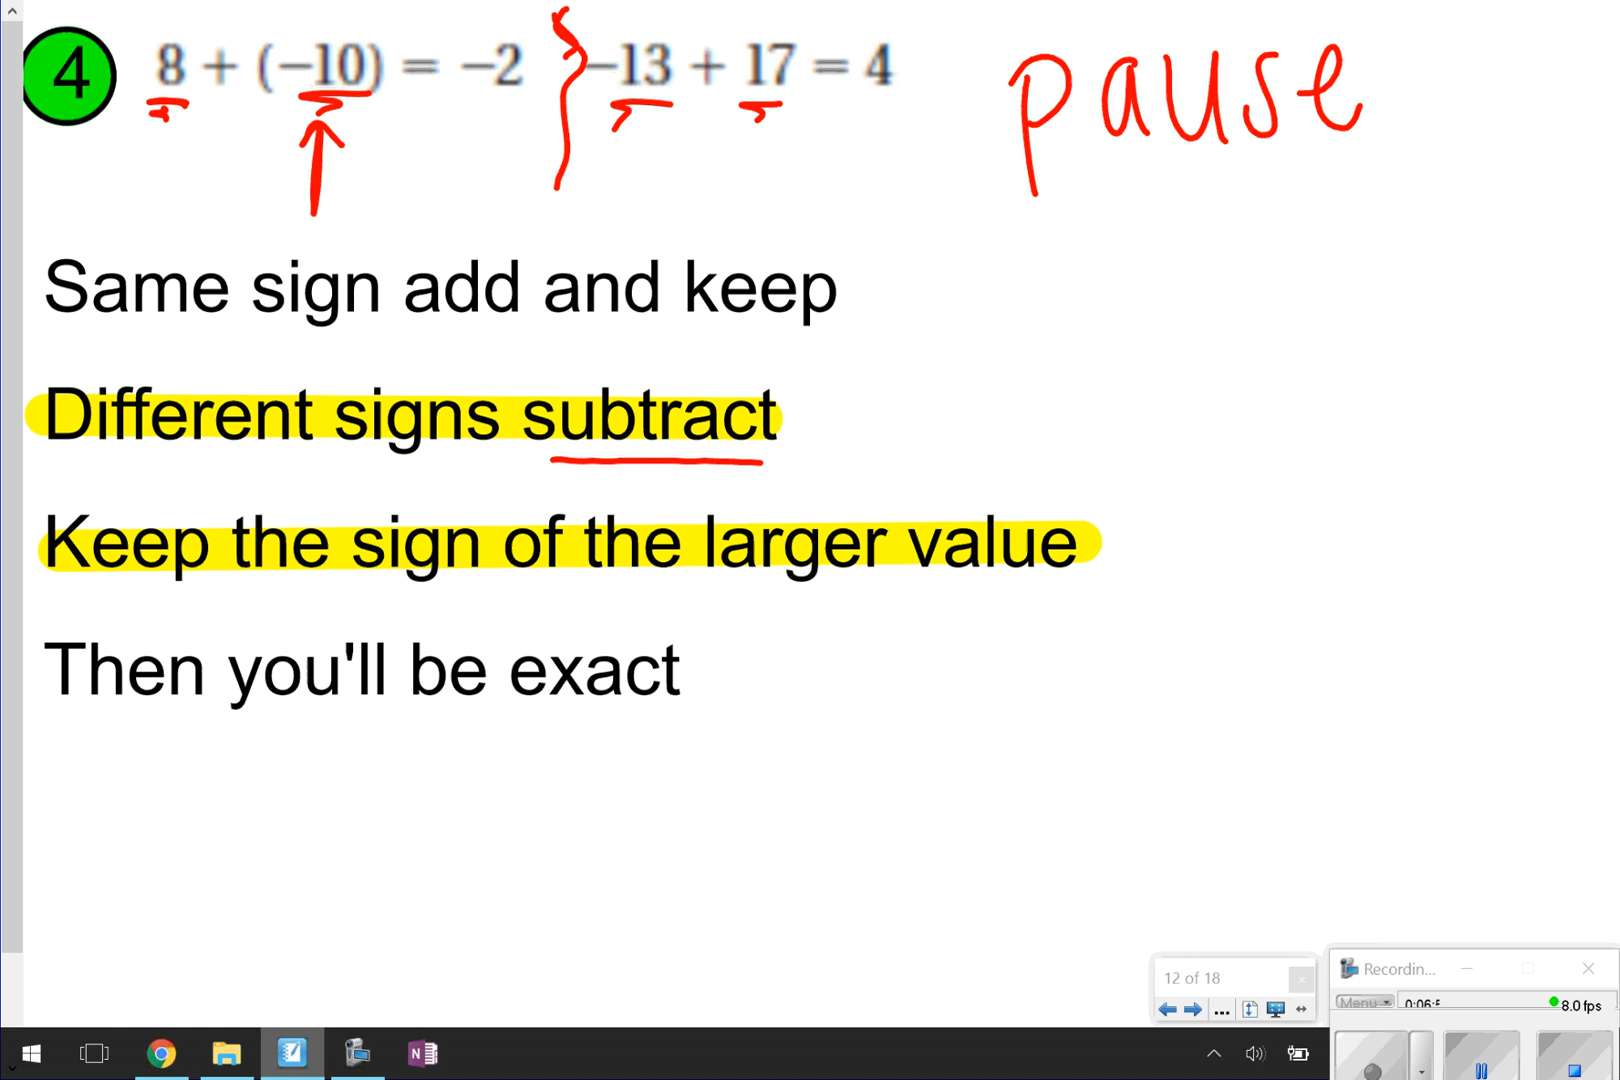 4 8 + (−10) = −2 −13 + 17 = 4 pause
Same sign add and keep
Different signs subtract
Keep the sign of the larger value
Then you'll be exact
12 of 18
Recordin...
Menu
8.0 fps
N